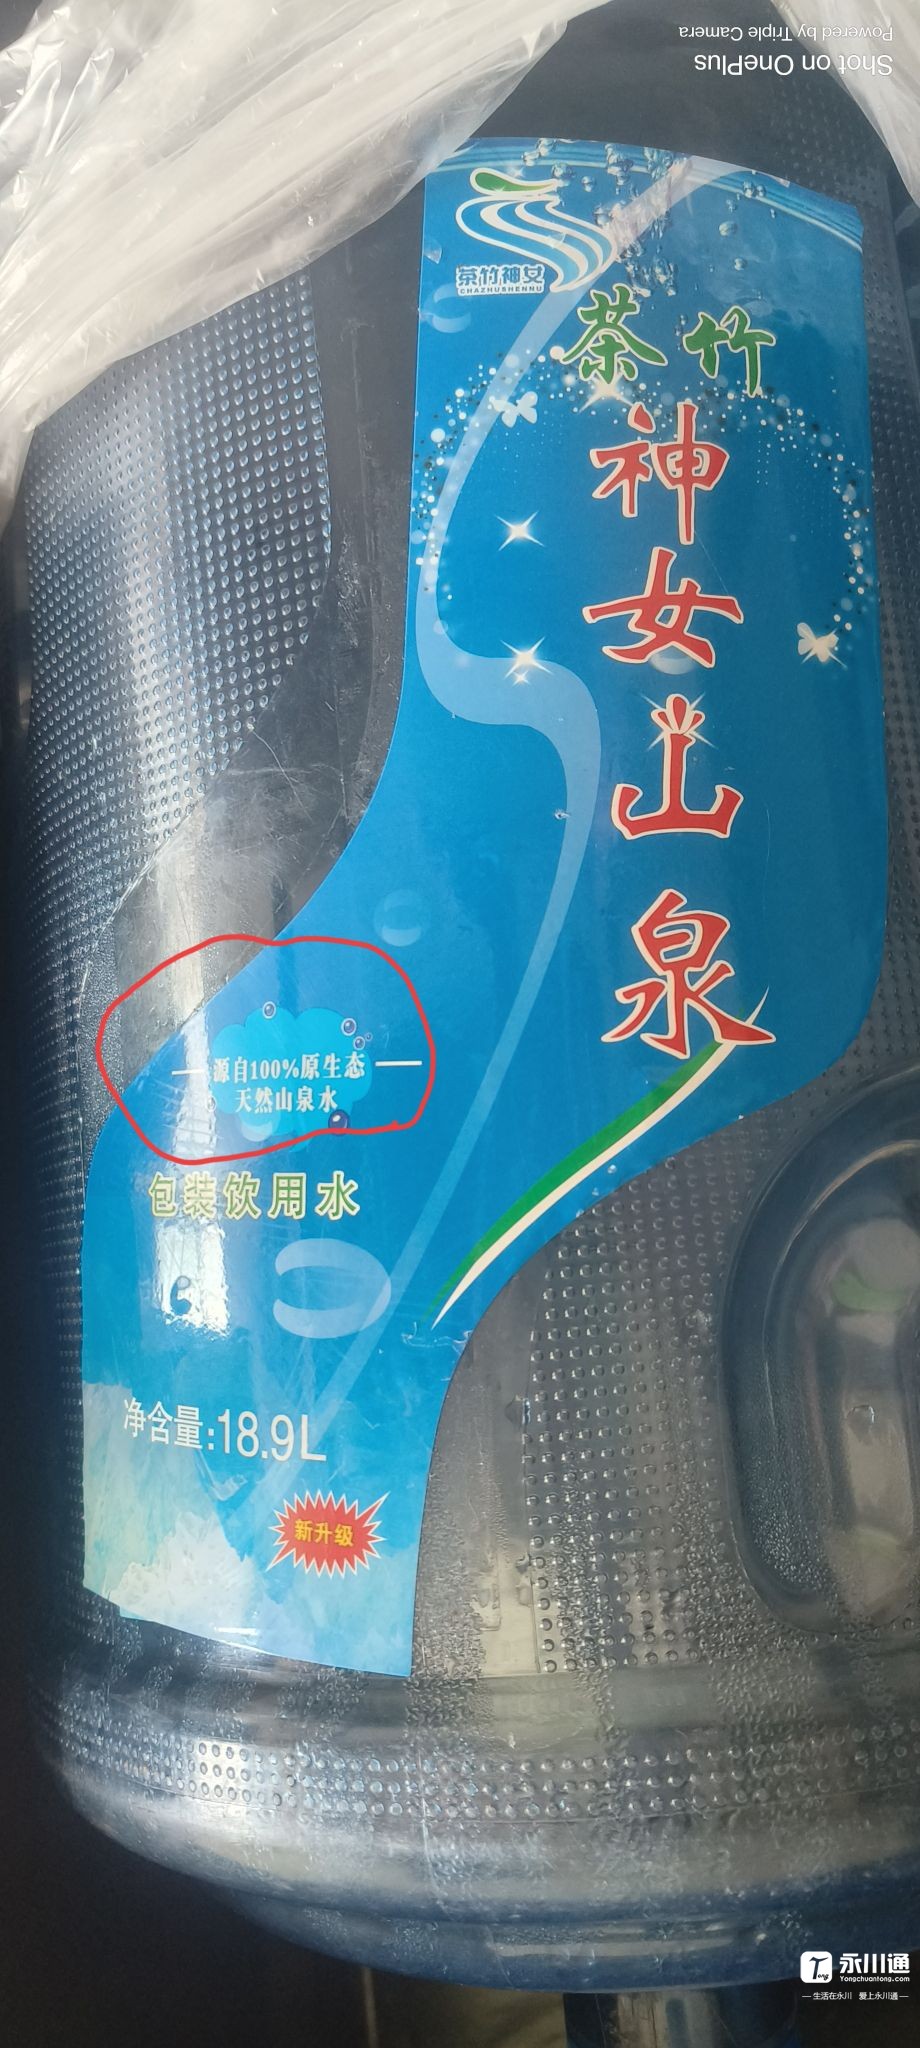 Shot on OnePlus
Powered by Triple Camera
茶竹神女
CHAZHUSHENNU
茶竹
神女山泉
源自100%原生态
天然山泉水
包装饮用水
净含量:18.9L
新升级
Tong
永川通
Yongchuantong.com
生活在永川 爱上永川通